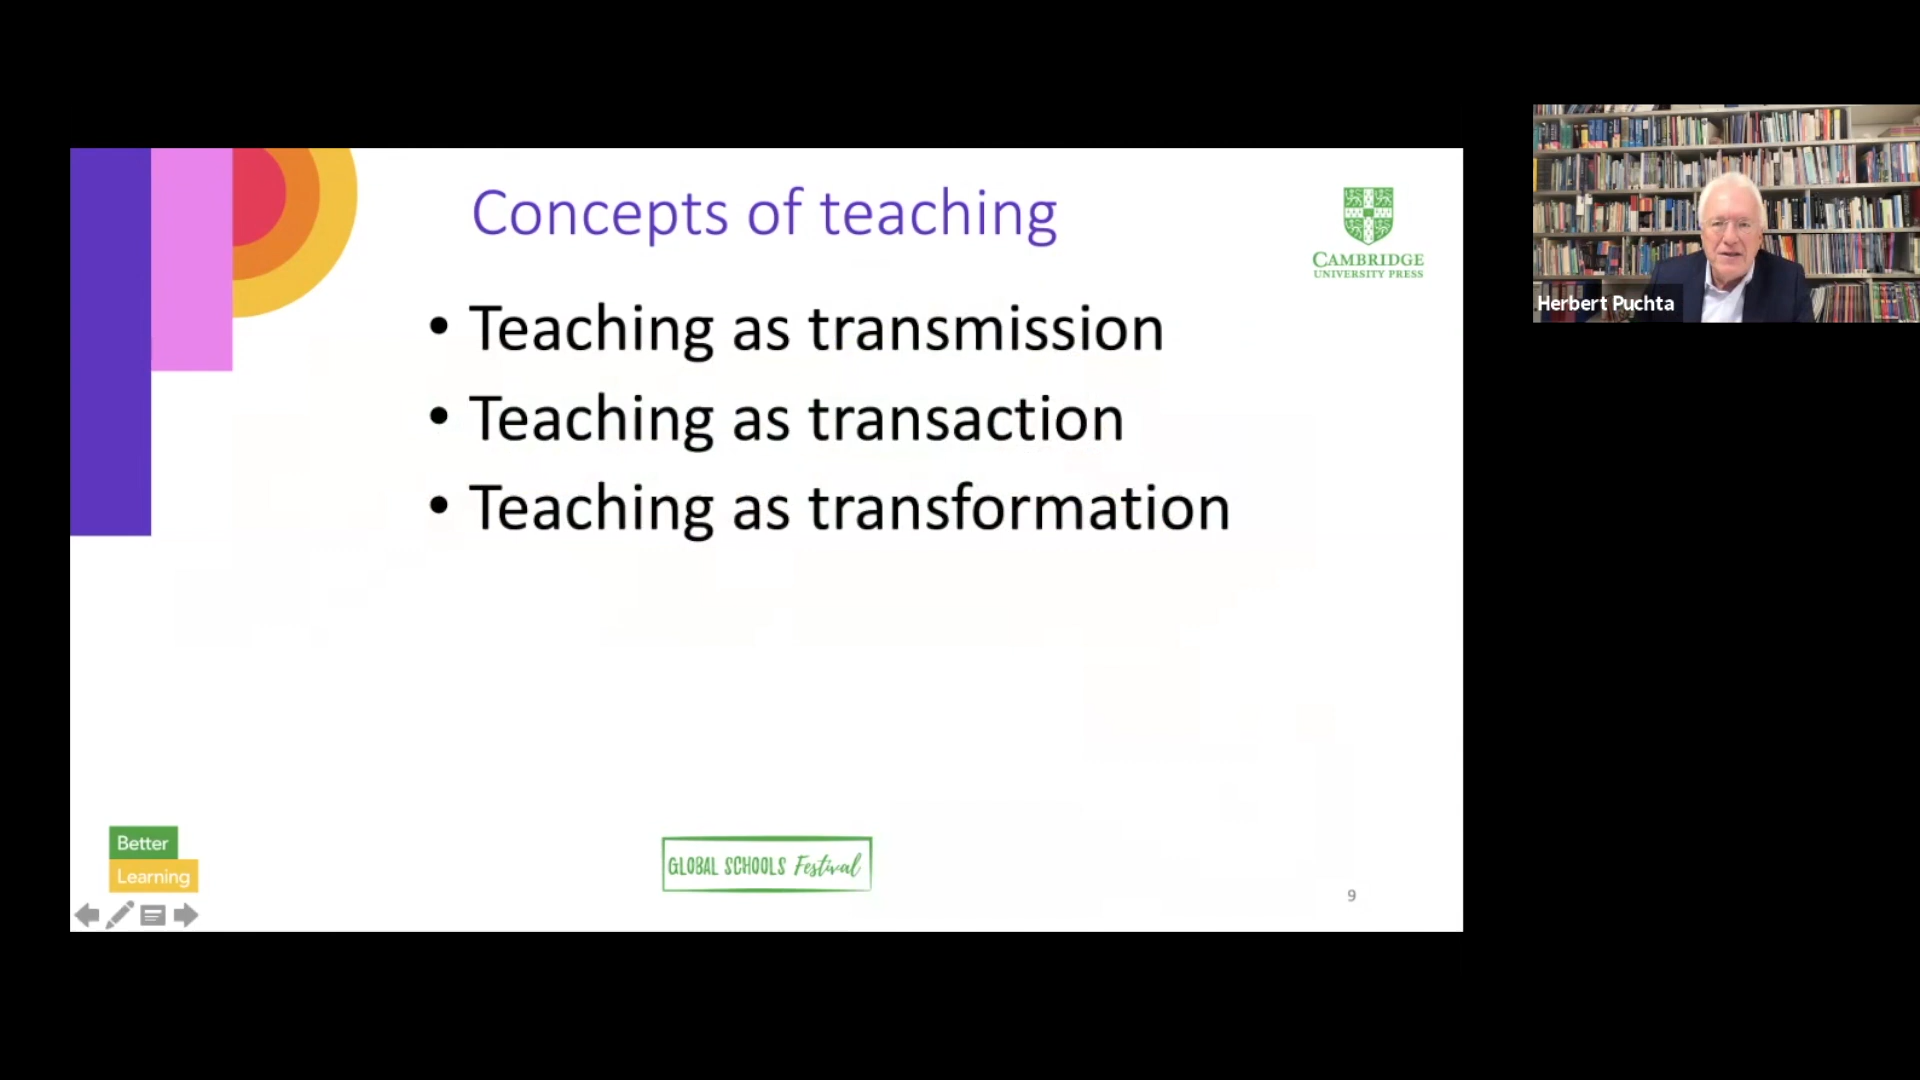 Concepts of teaching
CAMBRIDGE
UNIVERSITY PRESS
• Teaching as transmission
• Teaching as transaction
• Teaching as transformation
Herbert Puchta
Better
Learning
GLOBAL SCHOOLS Festival
9